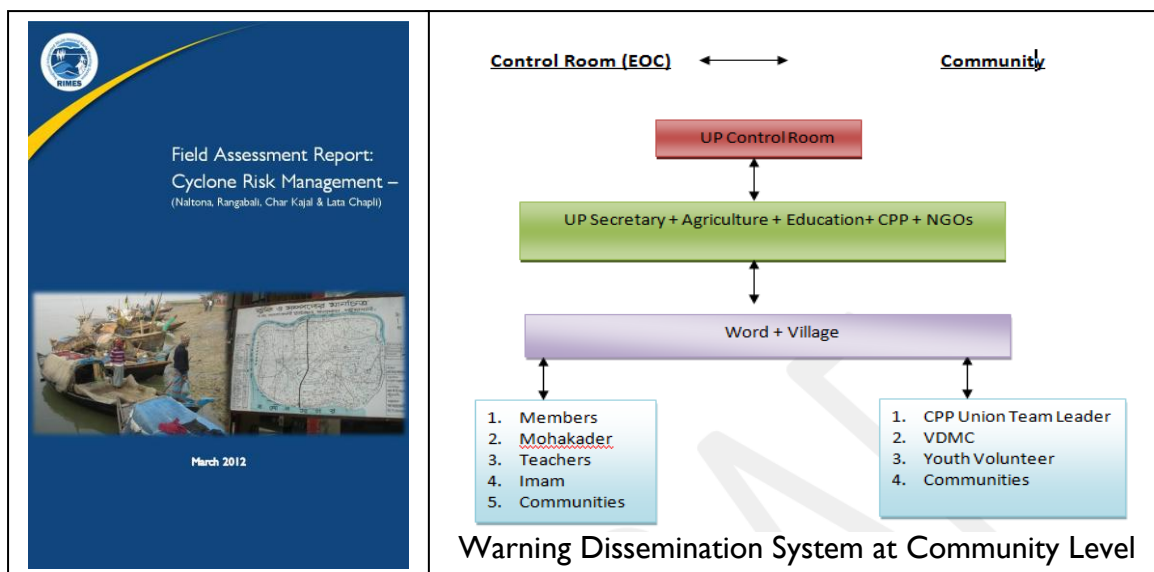 RIMES
Field Assessment Report:
Cyclone Risk Management –
(Naltona, Rangabali, Char Kajal & Lata Chapli)
March 2012
Control Room (EOC)
Community
UP Control Room
UP Secretary + Agriculture + Education+ CPP + NGOs
Word + Village
1. Members
2. Mohakader
3. Teachers
4. Imam
5. Communities
1. CPP Union Team Leader
2. VDMC
3. Youth Volunteer
4. Communities
Warning Dissemination System at Community Level